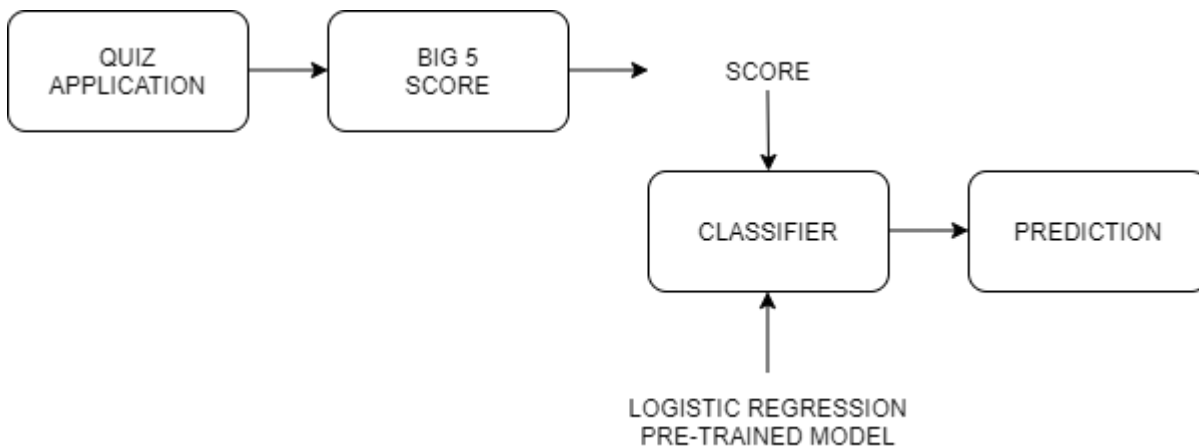 QUIZ
APPLICATION
BIG 5
SCORE
SCORE
CLASSIFIER
PREDICTION
LOGISTIC REGRESSION
PRE-TRAINED MODEL